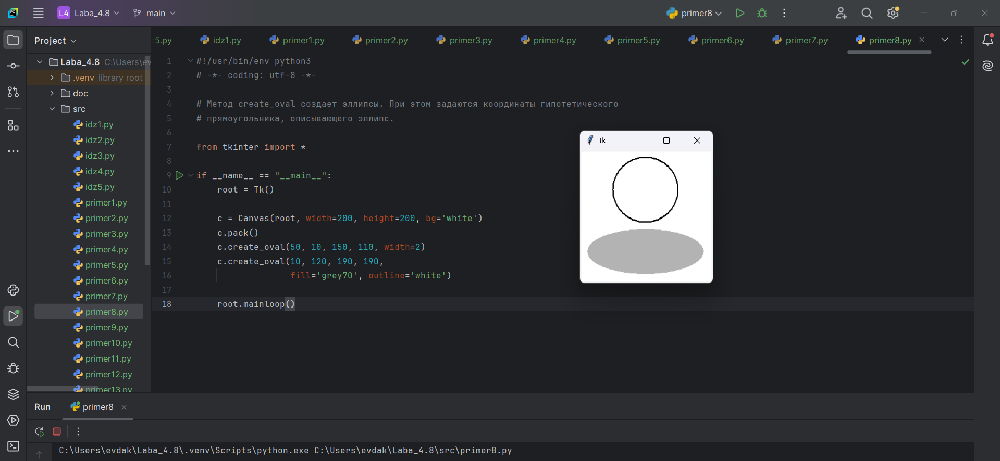 L4 Laba_4.8 main primer8
Project
5.py idz1.py primer1.py primer2.py primer3.py primer4.py primer5.py primer6.py primer7.py primer8.py
Laba_4.8 C:\Users\ev
.venv library root
doc
src
idz1.py
idz2.py
idz3.py
idz4.py
idz5.py
primer1.py
primer2.py
primer3.py
primer4.py
primer5.py
primer6.py
primer7.py
primer8.py
primer9.py
primer10.py
primer11.py
primer12.py
primer13.py
1 #!/usr/bin/env python3
2 # -*- coding: utf-8 -*-
3
4 # Метод create_oval создает эллипсы. При этом задаются координаты гипотетического
5 # прямоугольника, описывающего эллипс.
6
7 from tkinter import *
8
9 if __name__ == "__main__":
10 root = Tk()
11
12 c = Canvas(root, width=200, height=200, bg='white')
13 c.pack()
14 c.create_oval(50, 10, 150, 110, width=2)
15 c.create_oval(10, 120, 190, 190,
16 fill='grey70', outline='white')
17
18 root.mainloop()
tk
Run primer8
C:\Users\evdak\Laba_4.8\.venv\Scripts\python.exe C:\Users\evdak\Laba_4.8\src\primer8.py